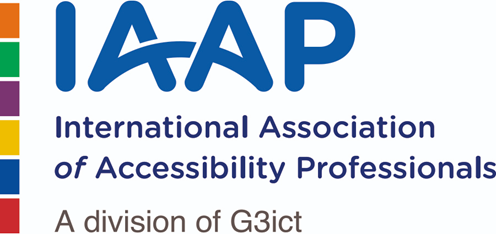 IAAP
International Association
of Accessibility Professionals
A division of G3ict